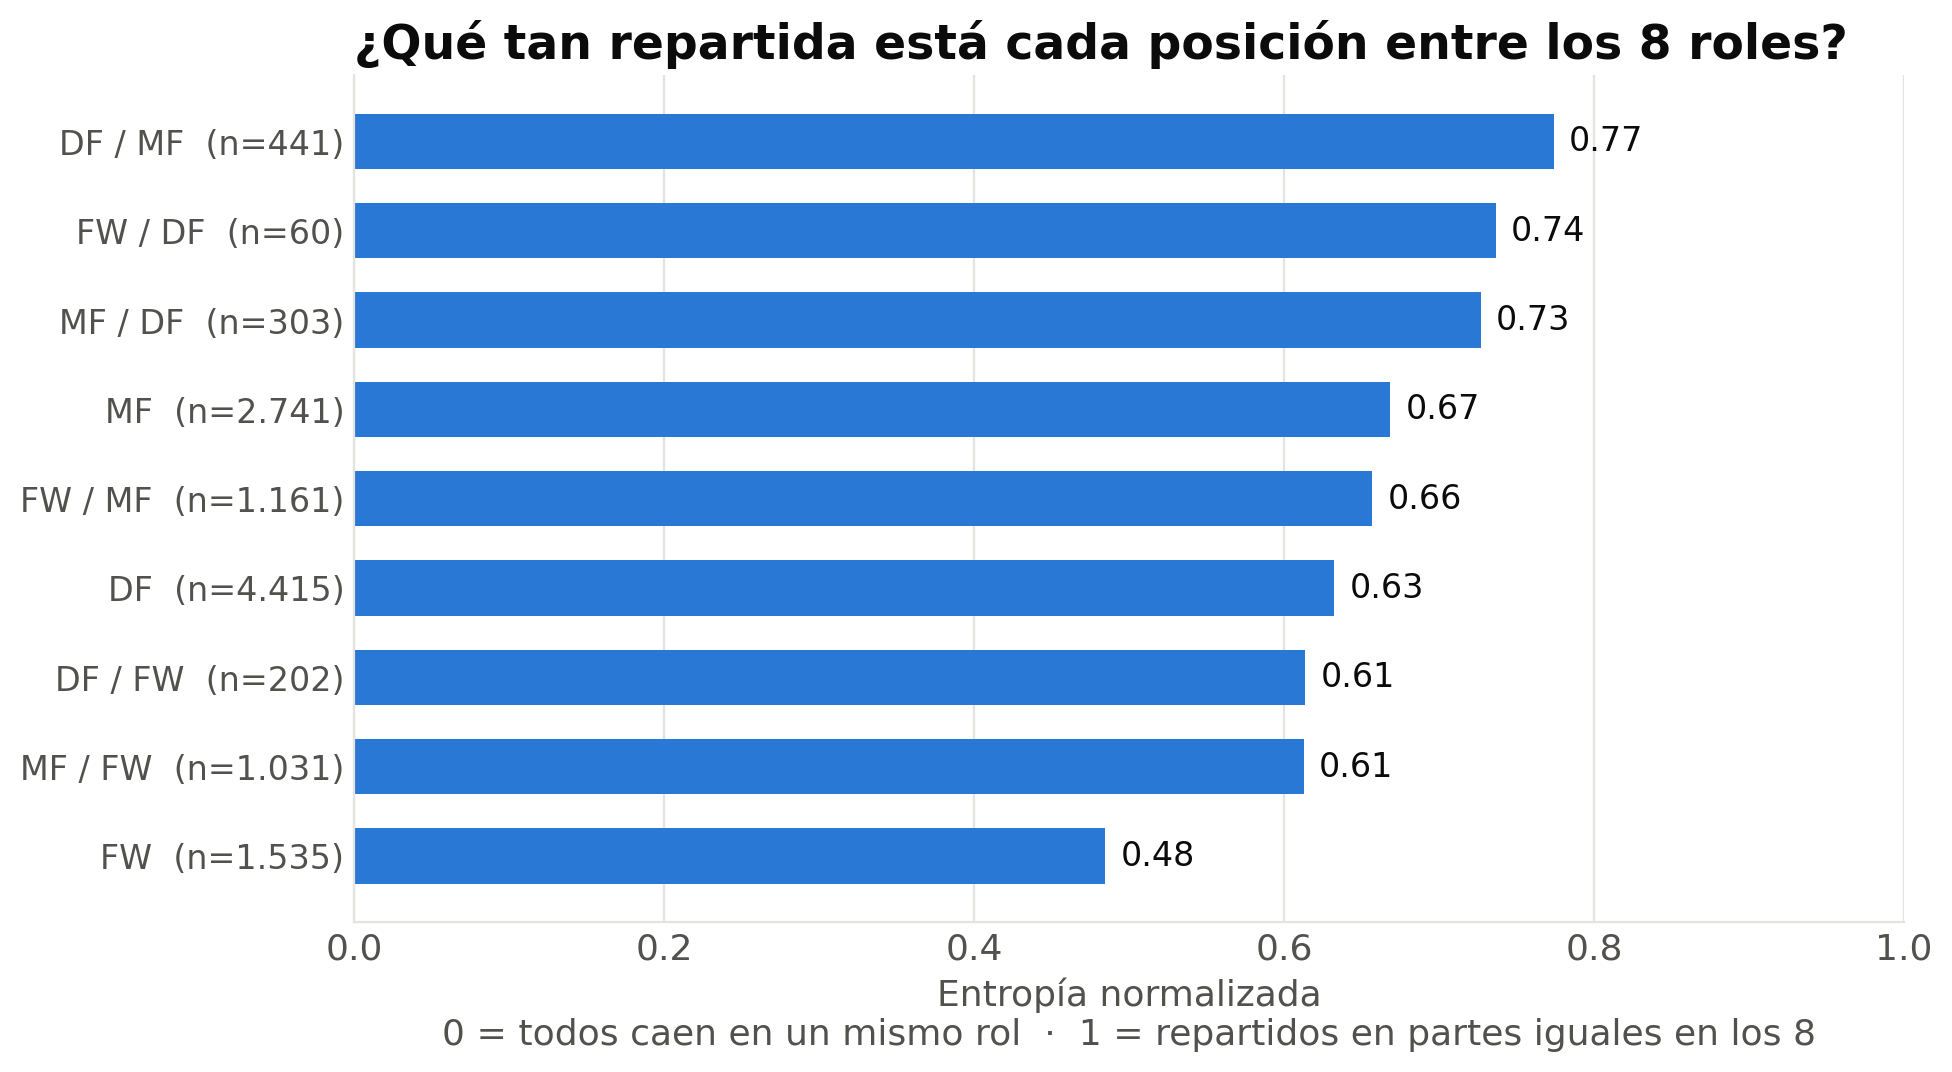 ¿Qué tan repartida está cada posición entre los 8 roles?
DF / MF (n=441) 0.77
FW / DF (n=60) 0.74
MF / DF (n=303) 0.73
MF (n=2.741) 0.67
FW / MF (n=1.161) 0.66
DF (n=4.415) 0.63
DF / FW (n=202) 0.61
MF / FW (n=1.031) 0.61
FW (n=1.535) 0.48
0.0 0.2 0.4 0.6 0.8 1.0
Entropía normalizada
0 = todos caen en un mismo rol · 1 = repartidos en partes iguales en los 8